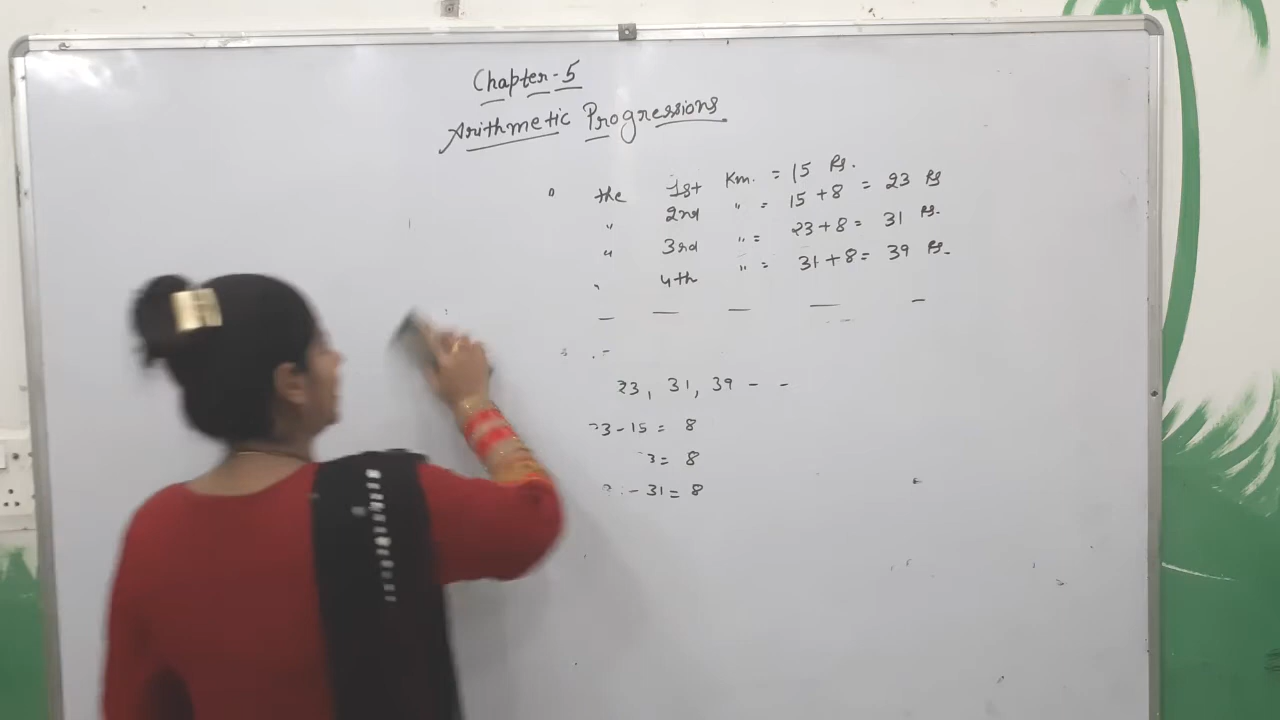 Chapter-5
Arithmetic Progressions
the 1st Km. = 15 Rs.
" 2nd " = 15+8 = 23 Rs
" 3rd " = 23+8 = 31 Rs.
" 4th " = 31+8 = 39 Rs.
— — — — —
23, 31, 39 - -
3-15 = 8
3= 8
- 31 = 8